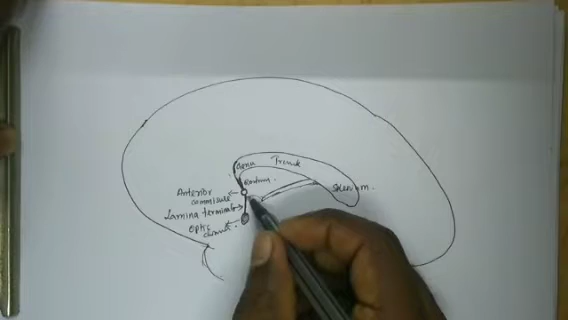 Genu Trunk
Rostrum
Splenium
Anterior
commissure
Lamina terminalis
Optic
chiasma